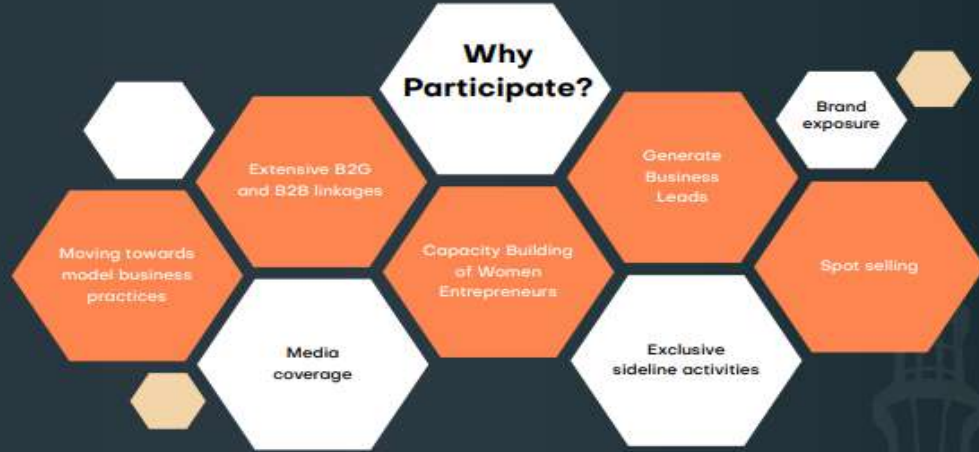 Why
Participate?
Brand
exposure
Extensive B2G
and B2B linkages
Generate
Business
Leads
Moving towards
model business
practices
Capacity Building
of Women
Entrepreneurs
Spot selling
Media
coverage
Exclusive
sideline activities